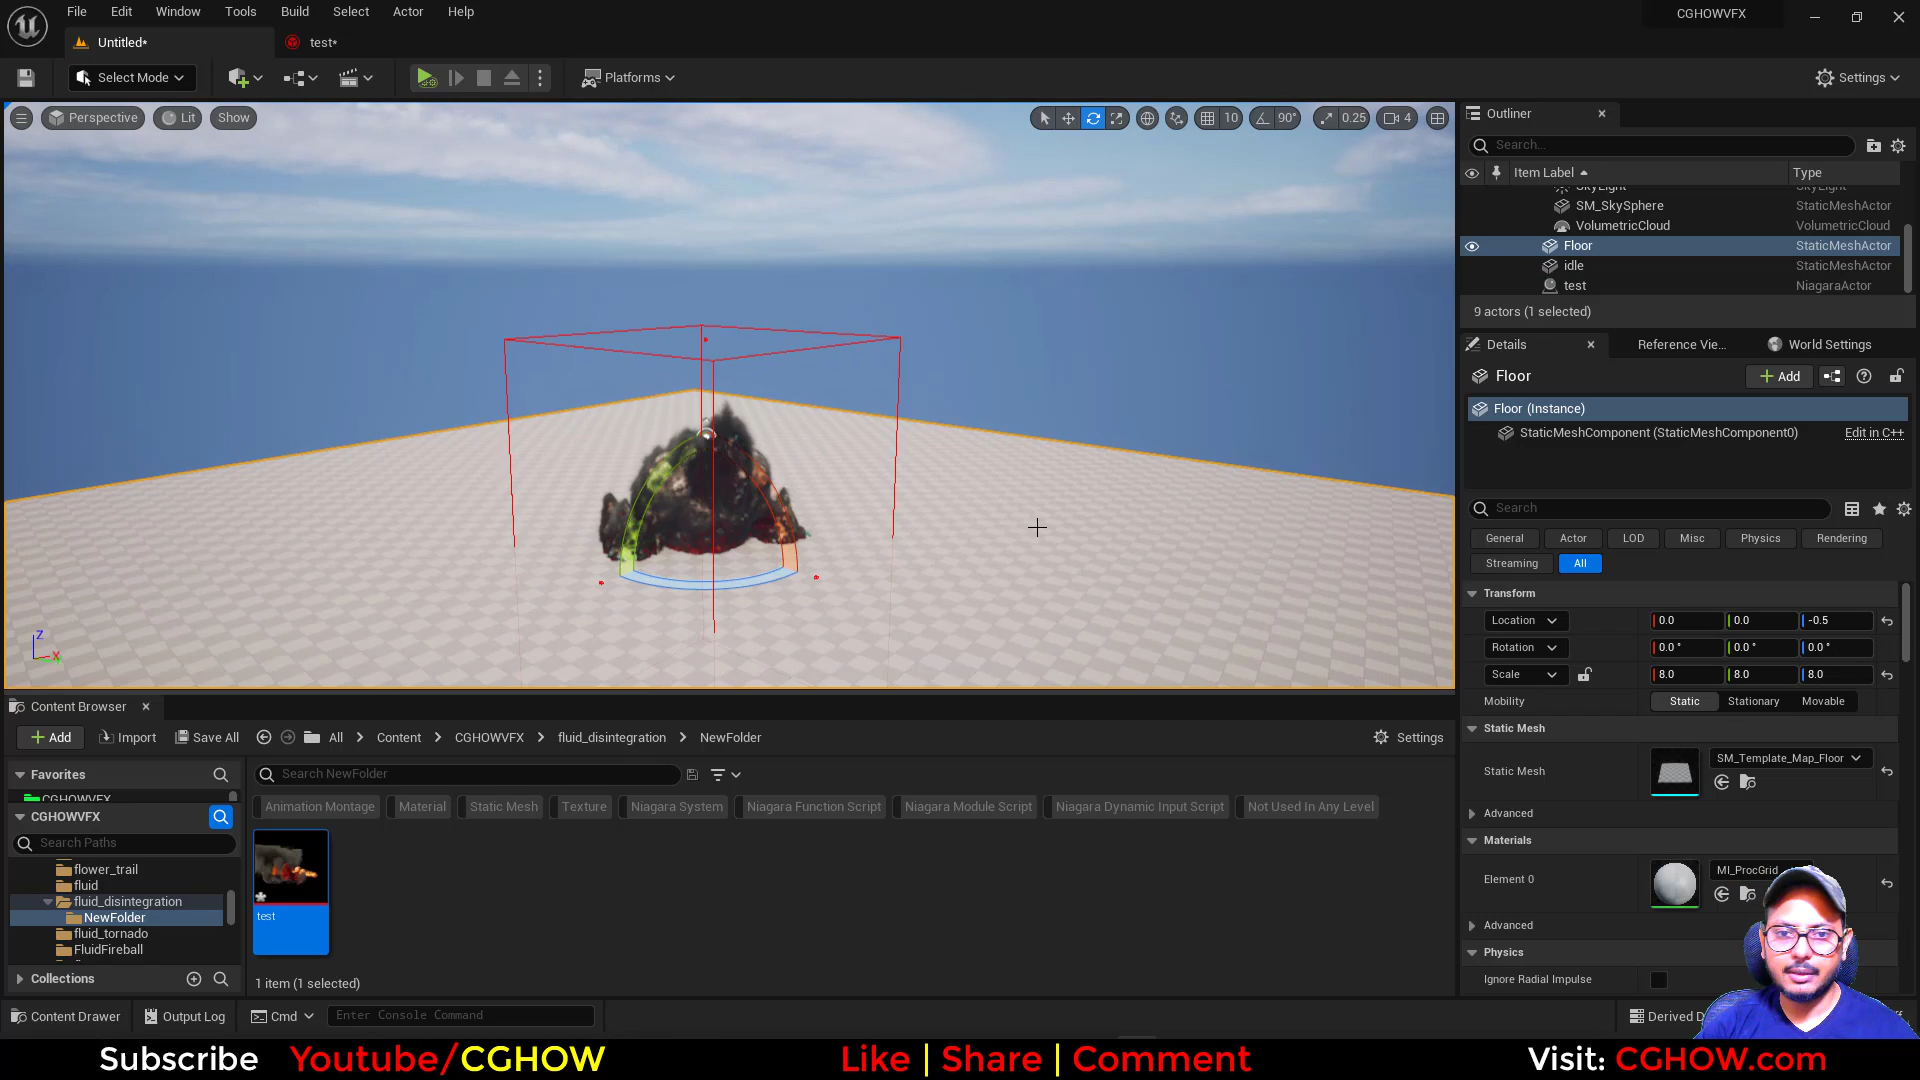 File Edit Window Tools Build Select Actor Help
CGHOWVFX
Untitled*
test*
Select Mode
Platforms
Settings
Perspective
Lit
Show
10
90°
0.25
4
Z
X
Outliner
Search...
Item Label
Type
SkyLight SkyLight
SM_SkySphere StaticMeshActor
VolumetricCloud VolumetricCloud
Floor StaticMeshActor
idle StaticMeshActor
test NiagaraActor
9 actors (1 selected)
Details
Reference Vie...
World Settings
Floor
Add
Floor (Instance)
StaticMeshComponent (StaticMeshComponent0)
Edit in C++
Search
General Actor LOD Misc Physics Rendering
Streaming All
Transform
Location 0.0 0.0 -0.5
Rotation 0.0 ° 0.0 ° 0.0 °
Scale 8.0 8.0 8.0
Mobility Static Stationary Movable
Static Mesh
Static Mesh
SM_Template_Map_Floor
Advanced
Materials
Element 0
MI_ProcGrid
Advanced
Physics
Ignore Radial Impulse
Content Browser
Add
Import
Save All
All Content CGHOWVFX fluid_disintegration NewFolder
Settings
Favorites
CGHOWVFX
CGHOWVFX
Search Paths
flower_trail
fluid
fluid_disintegration
NewFolder
fluid_tornado
FluidFireball
Collections
Search NewFolder
Animation Montage Material Static Mesh Texture Niagara System Niagara Function Script Niagara Module Script Niagara Dynamic Input Script Not Used In Any Level
test
1 item (1 selected)
Content Drawer
Output Log
Cmd
Enter Console Command
Derived D
Subscribe Youtube/CGHOW Like | Share | Comment Visit: CGHOW.com